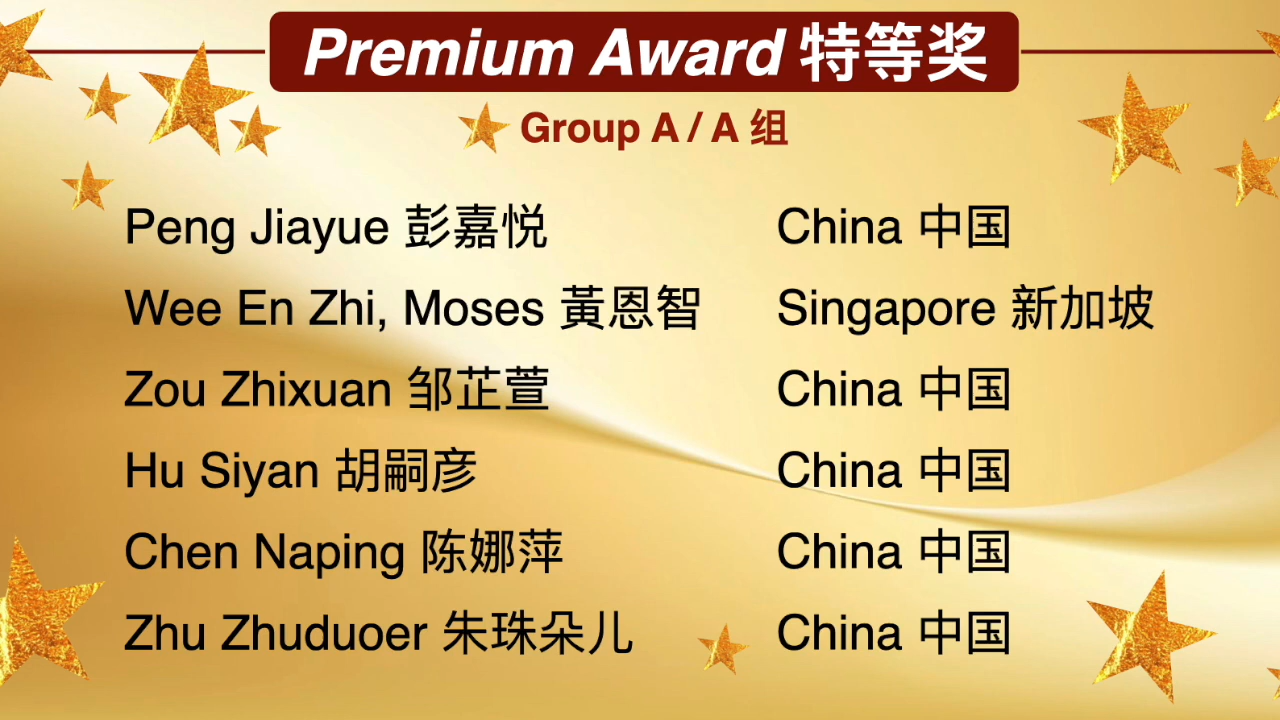 Premium Award 特等奖
Group A / A 组
Peng Jiayue 彭嘉悦 China 中国
Wee En Zhi, Moses 黃恩智 Singapore 新加坡
Zou Zhixuan 邹芷萱 China 中国
Hu Siyan 胡嗣彦 China 中国
Chen Naping 陈娜萍 China 中国
Zhu Zhuduoer 朱珠朵儿 China 中国